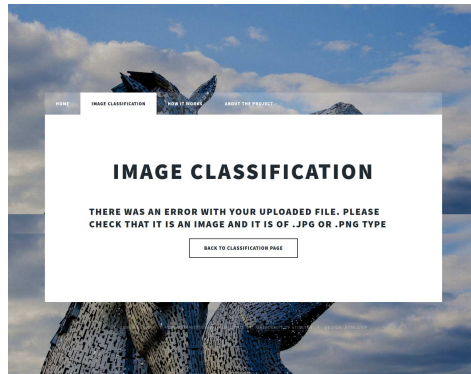 HOME IMAGE CLASSIFICATION HOW IT WORKS ABOUT THE PROJECT
IMAGE CLASSIFICATION
THERE WAS AN ERROR WITH YOUR UPLOADED FILE. PLEASE
CHECK THAT IT IS AN IMAGE AND IT IS OF .JPG OR .PNG TYPE
BACK TO CLASSIFICATION PAGE